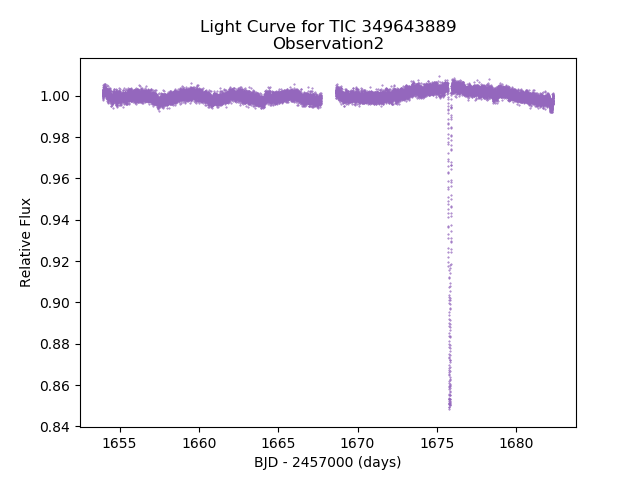 Light Curve for TIC 349643889
Observation2
1.00
0.98
0.96
0.94
0.92
0.90
0.88
0.86
0.84
Relative Flux
1655 1660 1665 1670 1675 1680
BJD - 2457000 (days)